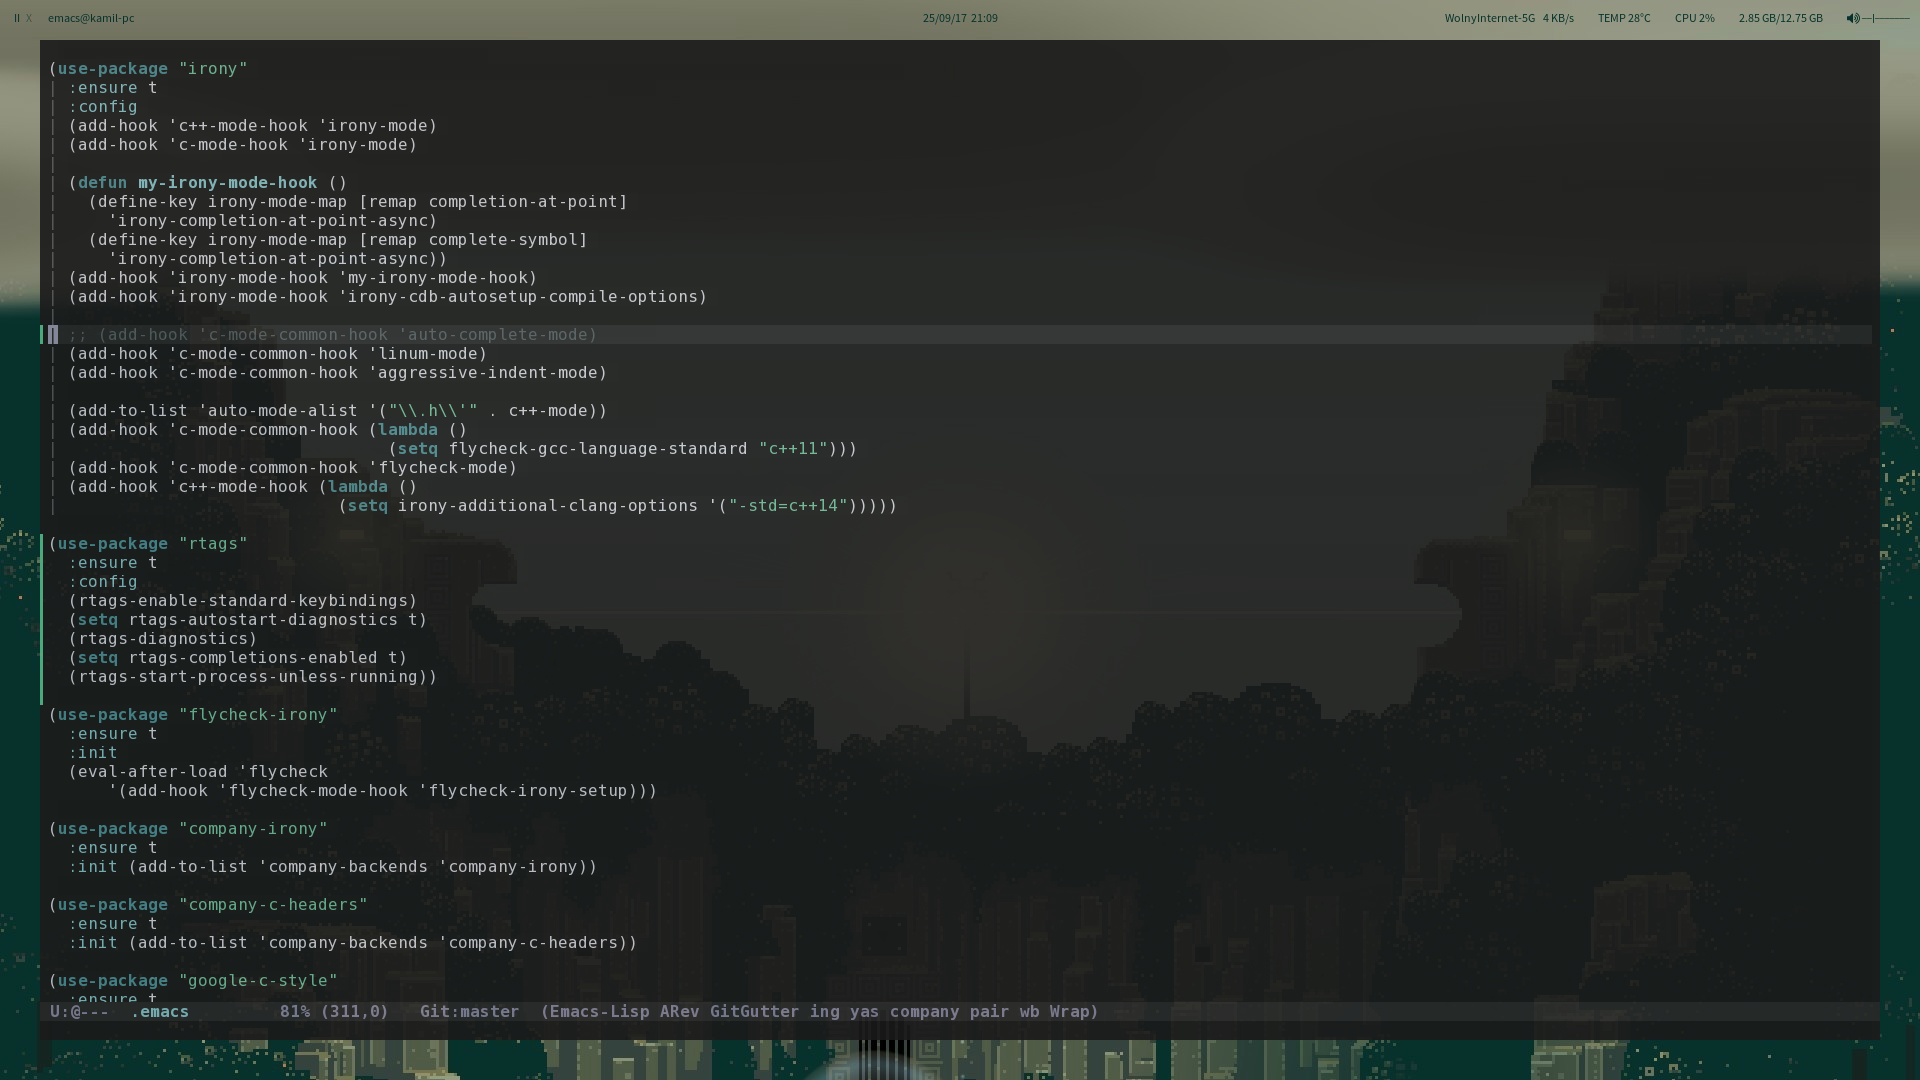 II X emacs@kamil-pc 25/09/17 21:09 WolnyInternet-5G 4 KB/s TEMP 28°C CPU 2% 2.85 GB/12.75 GB
(use-package "irony"
  :ensure t
  :config
  (add-hook 'c++-mode-hook 'irony-mode)
  (add-hook 'c-mode-hook 'irony-mode)
  (defun my-irony-mode-hook ()
    (define-key irony-mode-map [remap completion-at-point]
      'irony-completion-at-point-async)
    (define-key irony-mode-map [remap complete-symbol]
      'irony-completion-at-point-async))
  (add-hook 'irony-mode-hook 'my-irony-mode-hook)
  (add-hook 'irony-mode-hook 'irony-cdb-autosetup-compile-options)
  ;; (add-hook 'c-mode-common-hook 'auto-complete-mode)
  (add-hook 'c-mode-common-hook 'linum-mode)
  (add-hook 'c-mode-common-hook 'aggressive-indent-mode)
  (add-to-list 'auto-mode-alist '("\\.h\\'" . c++-mode))
  (add-hook 'c-mode-common-hook (lambda ()
                                  (setq flycheck-gcc-language-standard "c++11")))
  (add-hook 'c-mode-common-hook 'flycheck-mode)
  (add-hook 'c++-mode-hook (lambda ()
                             (setq irony-additional-clang-options '("-std=c++14")))))
(use-package "rtags"
  :ensure t
  :config
  (rtags-enable-standard-keybindings)
  (setq rtags-autostart-diagnostics t)
  (rtags-diagnostics)
  (setq rtags-completions-enabled t)
  (rtags-start-process-unless-running))
(use-package "flycheck-irony"
  :ensure t
  :init
  (eval-after-load 'flycheck
      '(add-hook 'flycheck-mode-hook 'flycheck-irony-setup)))
(use-package "company-irony"
  :ensure t
  :init (add-to-list 'company-backends 'company-irony))
(use-package "company-c-headers"
  :ensure t
  :init (add-to-list 'company-backends 'company-c-headers))
(use-package "google-c-style"
  :ensure t
U:@--- .emacs 81% (311,0) Git:master (Emacs-Lisp ARev GitGutter ing yas company pair wb Wrap)